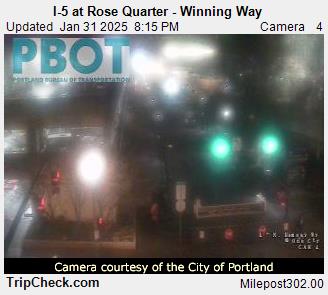 I-5 at Rose Quarter - Winning Way
Updated Jan 31 2025 8:15 PM Camera 4
PBOT
PORTLAND BUREAU OF TRANSPORTATION
Camera courtesy of the City of Portland
TripCheck.com Milepost302.00